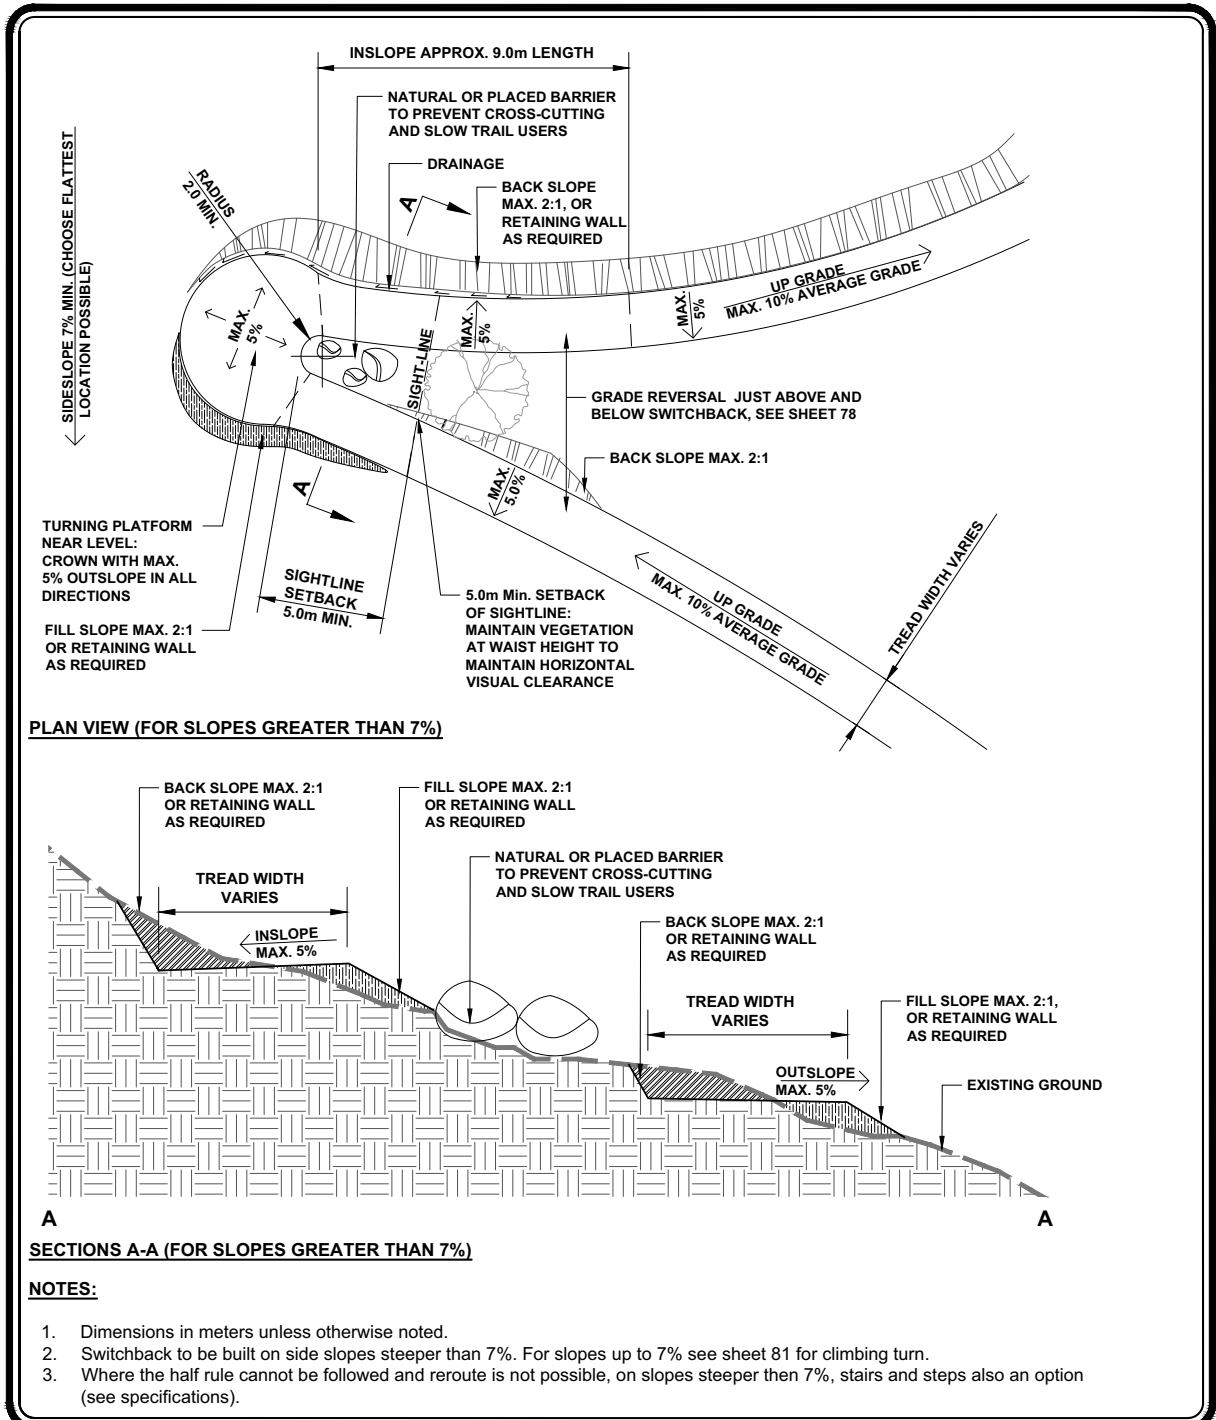 INSLOPE APPROX. 9.0m LENGTH
NATURAL OR PLACED BARRIER
TO PREVENT CROSS-CUTTING
AND SLOW TRAIL USERS
DRAINAGE
BACK SLOPE
MAX. 2:1, OR
RETAINING WALL
AS REQUIRED
A
RADIUS
2.0 MIN.
SIDESLOPE 7% MIN. (CHOOSE FLATTEST
LOCATION POSSIBLE)
MAX.
5%
SIGHT-LINE
MAX.
5%
MAX.
5%
UP GRADE
MAX. 10% AVERAGE GRADE
GRADE REVERSAL JUST ABOVE AND
BELOW SWITCHBACK, SEE SHEET 78
BACK SLOPE MAX. 2:1
MAX.
5.0%
A
TURNING PLATFORM
NEAR LEVEL:
CROWN WITH MAX.
5% OUTSLOPE IN ALL
DIRECTIONS
FILL SLOPE MAX. 2:1
OR RETAINING WALL
AS REQUIRED
SIGHTLINE
SETBACK
5.0m MIN.
5.0m Min. SETBACK
OF SIGHTLINE:
MAINTAIN VEGETATION
AT WAIST HEIGHT TO
MAINTAIN HORIZONTAL
VISUAL CLEARANCE
UP GRADE
MAX. 10% AVERAGE GRADE
TREAD WIDTH VARIES
PLAN VIEW (FOR SLOPES GREATER THAN 7%)
BACK SLOPE MAX. 2:1
OR RETAINING WALL
AS REQUIRED
FILL SLOPE MAX. 2:1
OR RETAINING WALL
AS REQUIRED
NATURAL OR PLACED BARRIER
TO PREVENT CROSS-CUTTING
AND SLOW TRAIL USERS
TREAD WIDTH
VARIES
INSLOPE
MAX. 5%
BACK SLOPE MAX. 2:1
OR RETAINING WALL
AS REQUIRED
TREAD WIDTH
VARIES
FILL SLOPE MAX. 2:1,
OR RETAINING WALL
AS REQUIRED
OUTSLOPE
MAX. 5%
EXISTING GROUND
A
A
SECTIONS A-A (FOR SLOPES GREATER THAN 7%)
NOTES:
1. Dimensions in meters unless otherwise noted.
2. Switchback to be built on side slopes steeper than 7%. For slopes up to 7% see sheet 81 for climbing turn.
3. Where the half rule cannot be followed and reroute is not possible, on slopes steeper then 7%, stairs and steps also an option
(see specifications).